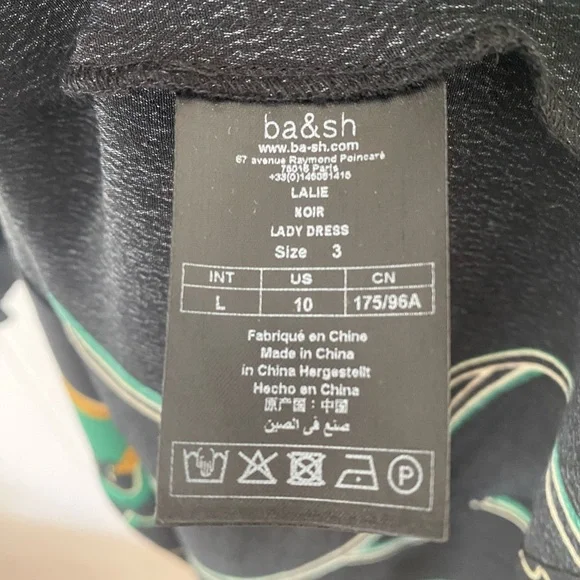 ba&sh
www.ba-sh.com
67 avenue Raymond Poincaré
75016 Paris
+33(0)145081415
LALIE
NOIR
LADY DRESS
Size 3
INT US CN
L 10 175/96A
Fabriqué en Chine
Made in China
in China Hergestellt
Hecho en China
原产国：中国
صنع في الصين
P